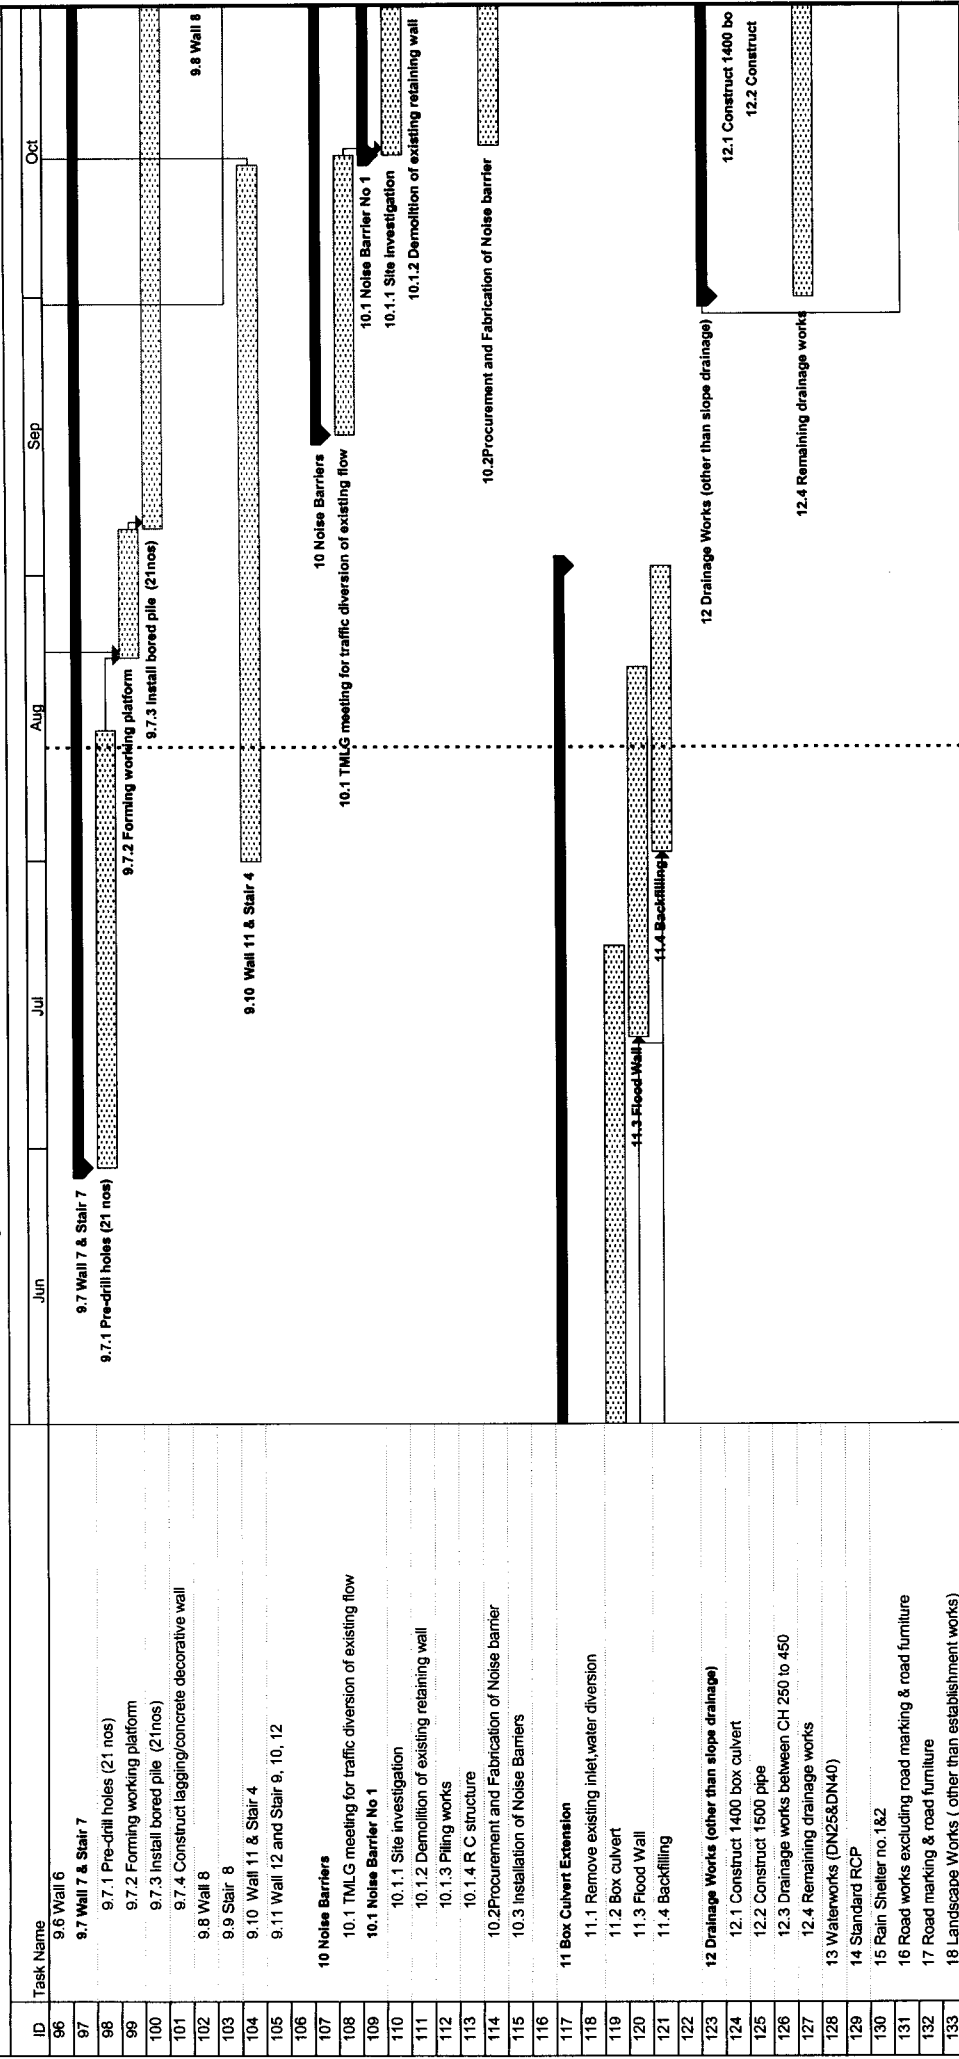 ID Task Name Jun Jul Aug Sep Oct
96 9.6 Wall 6
97 9.7 Wall 7 & Stair 7
98 9.7.1 Pre-drill holes (21 nos)
99 9.7.2 Forming working platform
100 9.7.3 Install bored pile (21nos)
101 9.7.4 Construct lagging/concrete decorative wall
102 9.8 Wall 8
103 9.9 Stair 8
104 9.10 Wall 11 & Stair 4
105 9.11 Wall 12 and Stair 9, 10, 12
106
107 10 Noise Barriers
108 10.1 TMLG meeting for traffic diversion of existing flow
109 10.1 Noise Barrier No 1
110 10.1.1 Site investigation
111 10.1.2 Demolition of existing retaining wall
112 10.1.3 Piling works
113 10.1.4 R C structure
114 10.2Procurement and Fabrication of Noise barrier
115 10.3 Installation of Noise Barriers
116
117 11 Box Culvert Extension
118 11.1 Remove existing inlet,water diversion
119 11.2 Box culvert
120 11.3 Flood Wall
121 11.4 Backfilling
122
123 12 Drainage Works (other than slope drainage)
124 12.1 Construct 1400 box culvert
125 12.2 Construct 1500 pipe
126 12.3 Drainage works between CH 250 to 450
127 12.4 Remaining drainage works
128 13 Waterworks (DN25&DN40)
129 14 Standard RCP
130 15 Rain Shelter no.1&2
131 16 Road works excluding road marking & road furniture
132 17 Road marking & road furniture
133 18 Landscape Works ( other than establishment works)
9.7 Wall 7 & Stair 7
9.7.1 Pre-drill holes (21 nos)
9.7.2 Forming working platform
9.7.3 Install bored pile (21nos)
9.8 Wall 8
9.10 Wall 11 & Stair 4
10 Noise Barriers
10.1 TMLG meeting for traffic diversion of existing flow
10.1 Noise Barrier No 1
10.1.1 Site investigation
10.1.2 Demolition of existing retaining wall
10.2Procurement and Fabrication of Noise barrier
11.3 Flood Wall
11.4 Backfilling
12 Drainage Works (other than slope drainage)
12.1 Construct 1400 bo
12.2 Construct
12.4 Remaining drainage works